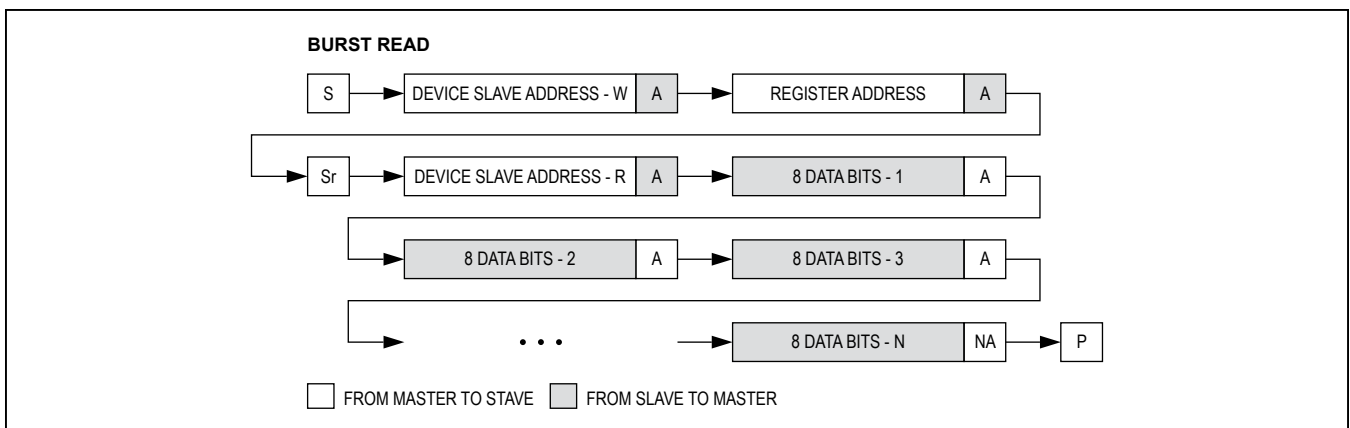 BURST READ
S DEVICE SLAVE ADDRESS - W A REGISTER ADDRESS A
Sr DEVICE SLAVE ADDRESS - R A 8 DATA BITS - 1 A
8 DATA BITS - 2 A 8 DATA BITS - 3 A
• • • 8 DATA BITS - N NA P
FROM MASTER TO STAVE FROM SLAVE TO MASTER